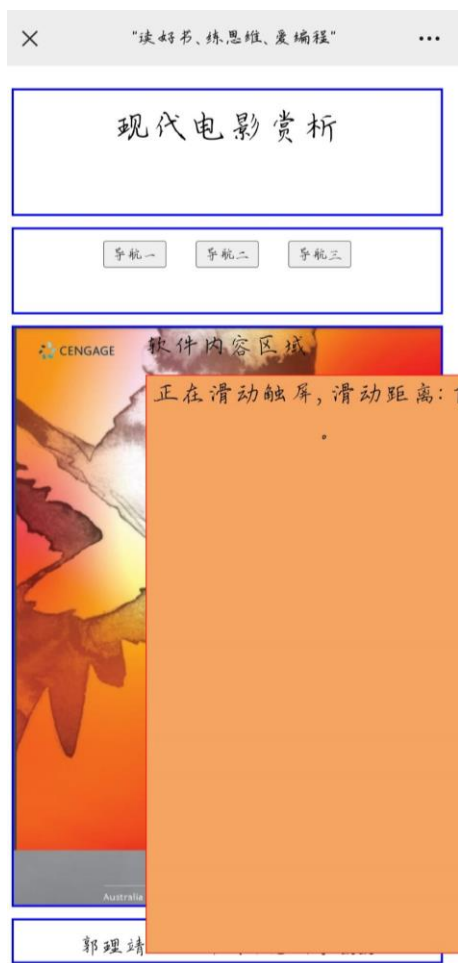 “读好书、练思维、爱编程”
现代电影赏析
导航一 导航二 导航三
CENGAGE
软件内容区域
正在滑动触屏，滑动距离：
。
Australia
郭理靖